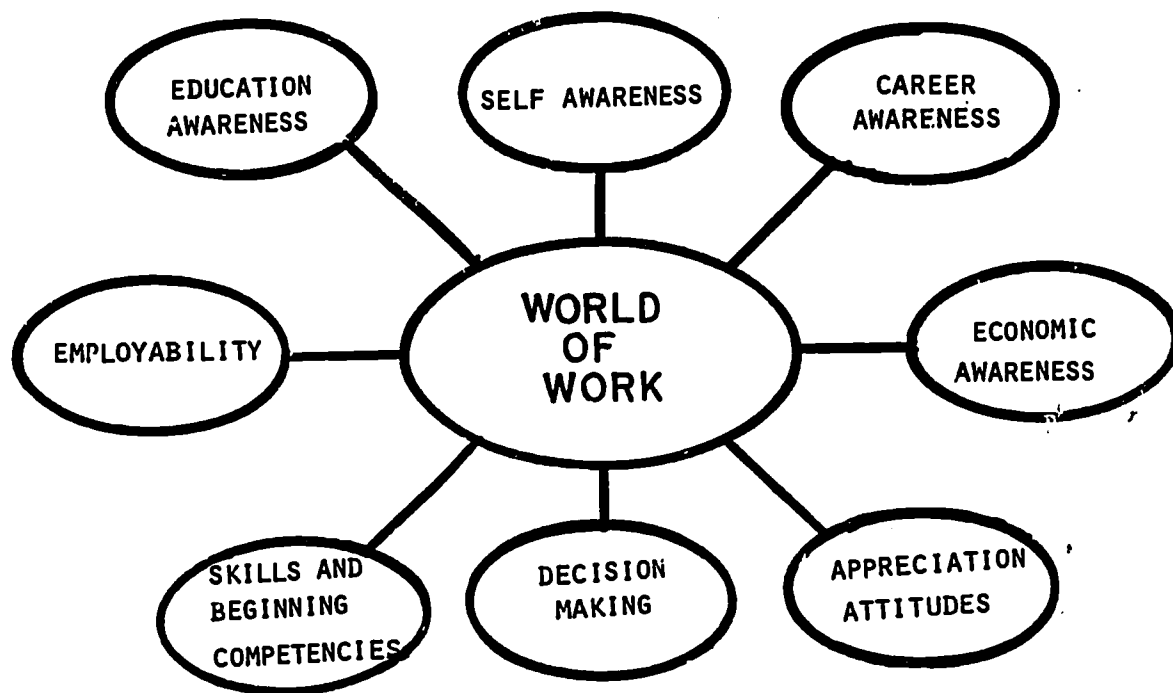 EDUCATION
AWARENESS
SELF AWARENESS
CAREER
AWARENESS
EMPLOYABILITY
WORLD
OF
WORK
ECONOMIC
AWARENESS
SKILLS AND
BEGINNING
COMPETENCIES
DECISION
MAKING
APPRECIATION
ATTITUDES